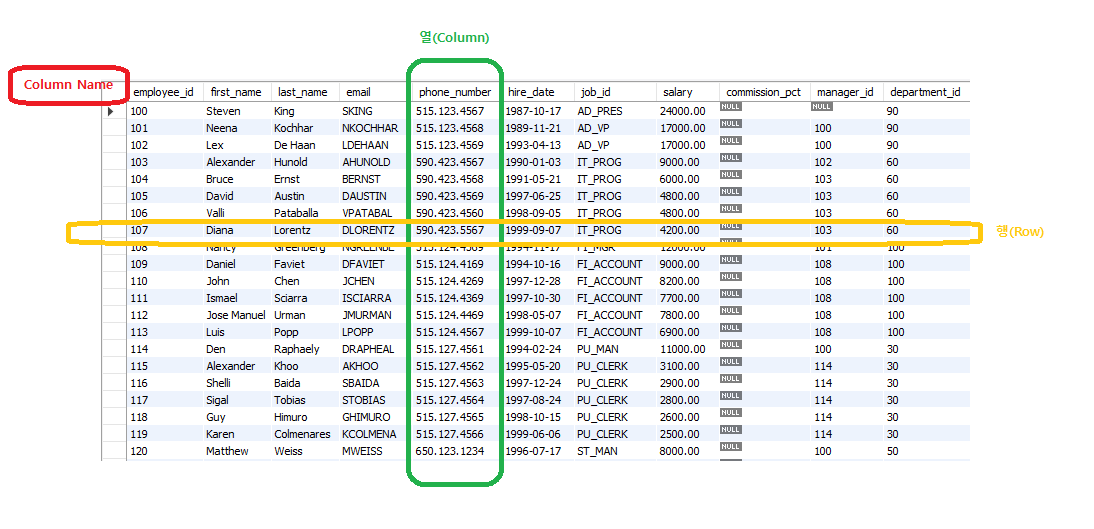 열(Column)
Column Name
employee_id first_name last_name email phone_number hire_date job_id salary commission_pct manager_id department_id
100 Steven King SKING 515.123.4567 1987-10-17 AD_PRES 24000.00 NULL NULL 90
101 Neena Kochhar NKOCHHAR 515.123.4568 1989-11-21 AD_VP 17000.00 NULL 100 90
102 Lex De Haan LDEHAAN 515.123.4569 1993-04-13 AD_VP 17000.00 NULL 100 90
103 Alexander Hunold AHUNOLD 590.423.4567 1990-01-03 IT_PROG 9000.00 NULL 102 60
104 Bruce Ernst BERNST 590.423.4568 1991-05-21 IT_PROG 6000.00 NULL 103 60
105 David Austin DAUSTIN 590.423.4569 1997-06-25 IT_PROG 4800.00 NULL 103 60
106 Valli Pataballa VPATABAL 590.423.4560 1998-09-05 IT_PROG 4800.00 NULL 103 60
107 Diana Lorentz DLORENTZ 590.423.5567 1999-09-07 IT_PROG 4200.00 NULL 103 60
행(Row)
108 Nancy Greenberg NGREENBE 515.124.4569 1994-11-17 FI_MGR 12000.00 NULL 101 100
109 Daniel Faviet DFAVIET 515.124.4169 1994-10-16 FI_ACCOUNT 9000.00 NULL 108 100
110 John Chen JCHEN 515.124.4269 1997-12-28 FI_ACCOUNT 8200.00 NULL 108 100
111 Ismael Sciarra ISCIARRA 515.124.4369 1997-10-30 FI_ACCOUNT 7700.00 NULL 108 100
112 Jose Manuel Urman JMURMAN 515.124.4469 1998-05-07 FI_ACCOUNT 7800.00 NULL 108 100
113 Luis Popp LPOPP 515.124.4567 1999-10-07 FI_ACCOUNT 6900.00 NULL 108 100
114 Den Raphaely DRAPHEAL 515.127.4561 1994-02-24 PU_MAN 11000.00 NULL 100 30
115 Alexander Khoo AKHOO 515.127.4562 1995-05-20 PU_CLERK 3100.00 NULL 114 30
116 Shelli Baida SBAIDA 515.127.4563 1997-12-24 PU_CLERK 2900.00 NULL 114 30
117 Sigal Tobias STOBIAS 515.127.4564 1997-08-24 PU_CLERK 2800.00 NULL 114 30
118 Guy Himuro GHIMURO 515.127.4565 1998-10-15 PU_CLERK 2600.00 NULL 114 30
119 Karen Colmenares KCOLMENA 515.127.4566 1999-06-06 PU_CLERK 2500.00 NULL 114 30
120 Matthew Weiss MWEISS 650.123.1234 1996-07-17 ST_MAN 8000.00 NULL 100 50